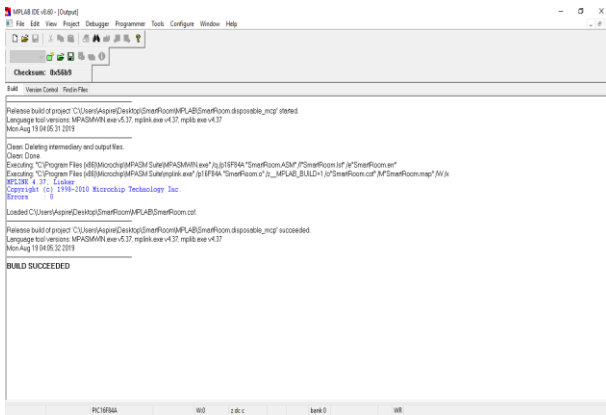 MPLAB IDE v8.60 - [Output]
File Edit View Project Debugger Programmer Tools Configure Window Help
Checksum: 0x56b9
Build Version Control Find in Files
Release build of project 'C:\Users\Aspire\Desktop\SmartRoom\MPLAB\SmartRoom.disposable_mcp' started.
Language tool versions: MPASMWIN.exe v5.37, mplink.exe v4.37, mplib.exe v4.37
Mon Aug 19 04:05:31 2019
Clean: Deleting intermediary and output files.
Clean: Done.
Executing: "C:\Program Files (x86)\Microchip\MPASM Suite\MPASMWIN.exe" /q /p16F84A "SmartRoom.ASM" /l"SmartRoom.lst" /e"SmartRoom.err"
Executing: "C:\Program Files (x86)\Microchip\MPASM Suite\mplink.exe" /p16F84A "SmartRoom.o" /z__MPLAB_BUILD=1 /o"SmartRoom.cof" /M"SmartRoom.map" /W /x
MPLINK 4.37, Linker
Copyright (c) 1998-2010 Microchip Technology Inc.
Errors : 0
Loaded C:\Users\Aspire\Desktop\SmartRoom\MPLAB\SmartRoom.cof.
Release build of project 'C:\Users\Aspire\Desktop\SmartRoom\MPLAB\SmartRoom.disposable_mcp' succeeded.
Language tool versions: MPASMWIN.exe v5.37, mplink.exe v4.37, mplib.exe v4.37
Mon Aug 19 04:05:32 2019
BUILD SUCCEEDED
PIC16F84A W:0 z dc c bank 0 WR